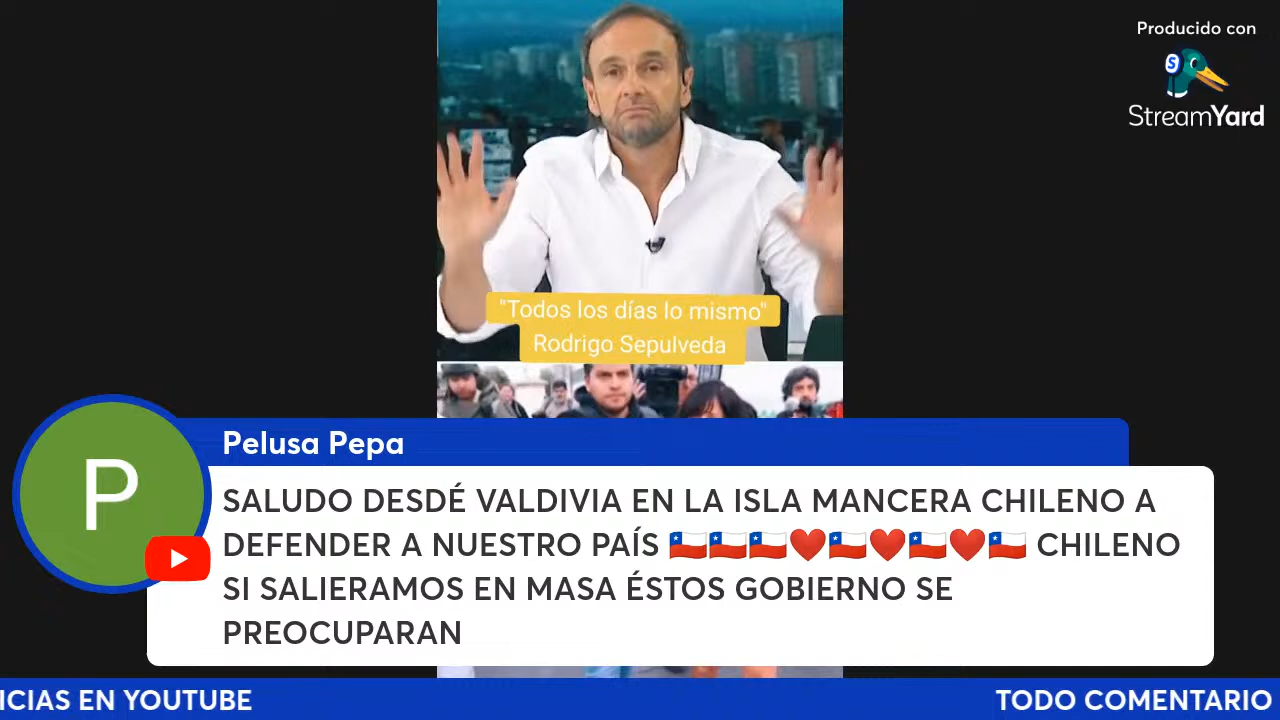 Producido con
StreamYard
"Todos los días lo mismo"
Rodrigo Sepulveda
P
Pelusa Pepa
SALUDO DESDÉ VALDIVIA EN LA ISLA MANCERA CHILENO A
DEFENDER A NUESTRO PAÍS 🇨🇱🇨🇱🇨🇱❤️🇨🇱❤️🇨🇱❤️🇨🇱 CHILENO
SI SALIERAMOS EN MASA ÉSTOS GOBIERNO SE
PREOCUPARAN
ICIAS EN YOUTUBE
TODO COMENTARIO